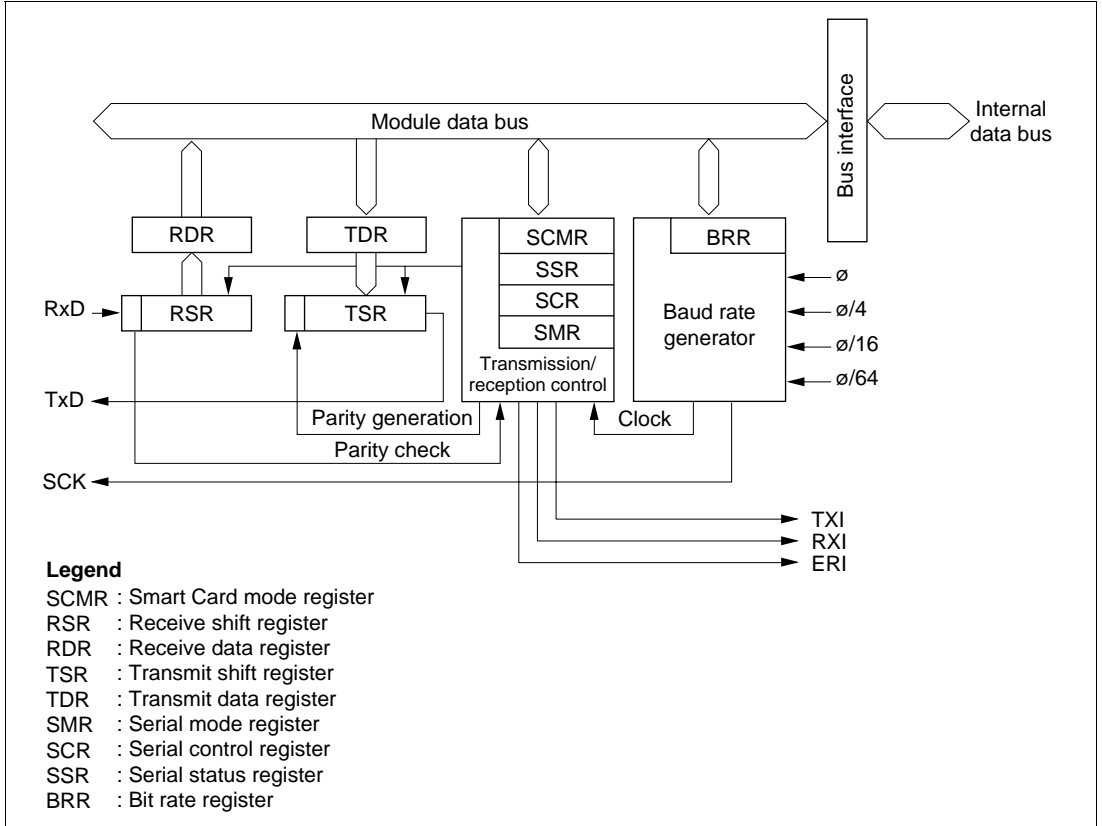 Module data bus
Bus interface
Internal
data bus
RDR
TDR
SCMR
BRR
SSR
SCR
SMR
RxD
RSR
TSR
Transmission/
reception control
Baud rate
generator
ø
ø/4
ø/16
ø/64
TxD
Parity generation
Clock
Parity check
SCK
TXI
RXI
ERI
Legend
SCMR : Smart Card mode register
RSR : Receive shift register
RDR : Receive data register
TSR : Transmit shift register
TDR : Transmit data register
SMR : Serial mode register
SCR : Serial control register
SSR : Serial status register
BRR : Bit rate register